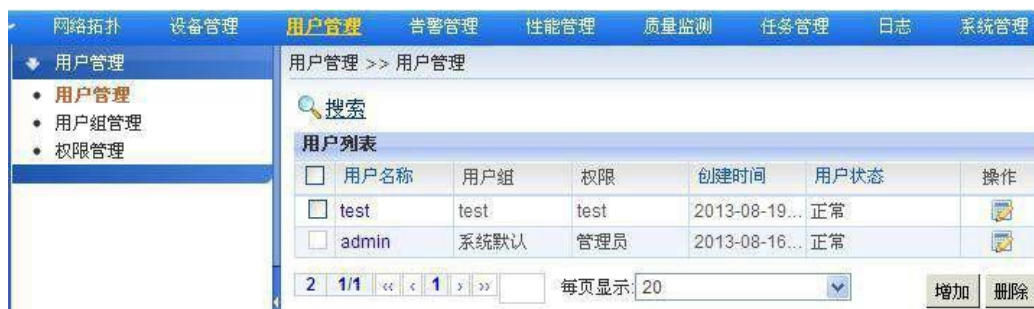 网络拓扑 设备管理 用户管理 告警管理 性能管理 质量监测 任务管理 日志 系统管理
用户管理
用户管理
用户组管理
权限管理
用户管理 >> 用户管理
搜索
用户列表
用户名称 用户组 权限 创建时间 用户状态 操作
test test test 2013-08-19... 正常
admin 系统默认 管理员 2013-08-16... 正常
2 1/1 « ‹ 1 › » 每页显示: 20 增加 删除